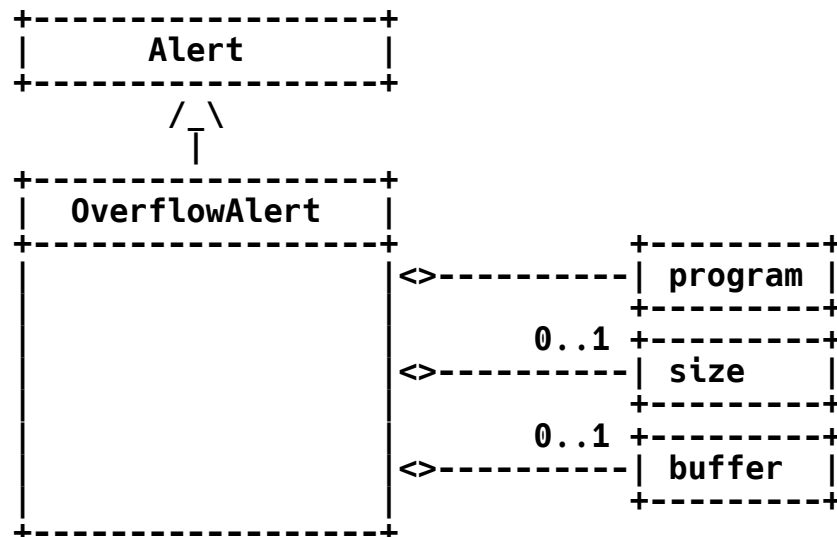 Alert
OverflowAlert
program
0..1
size
0..1
buffer